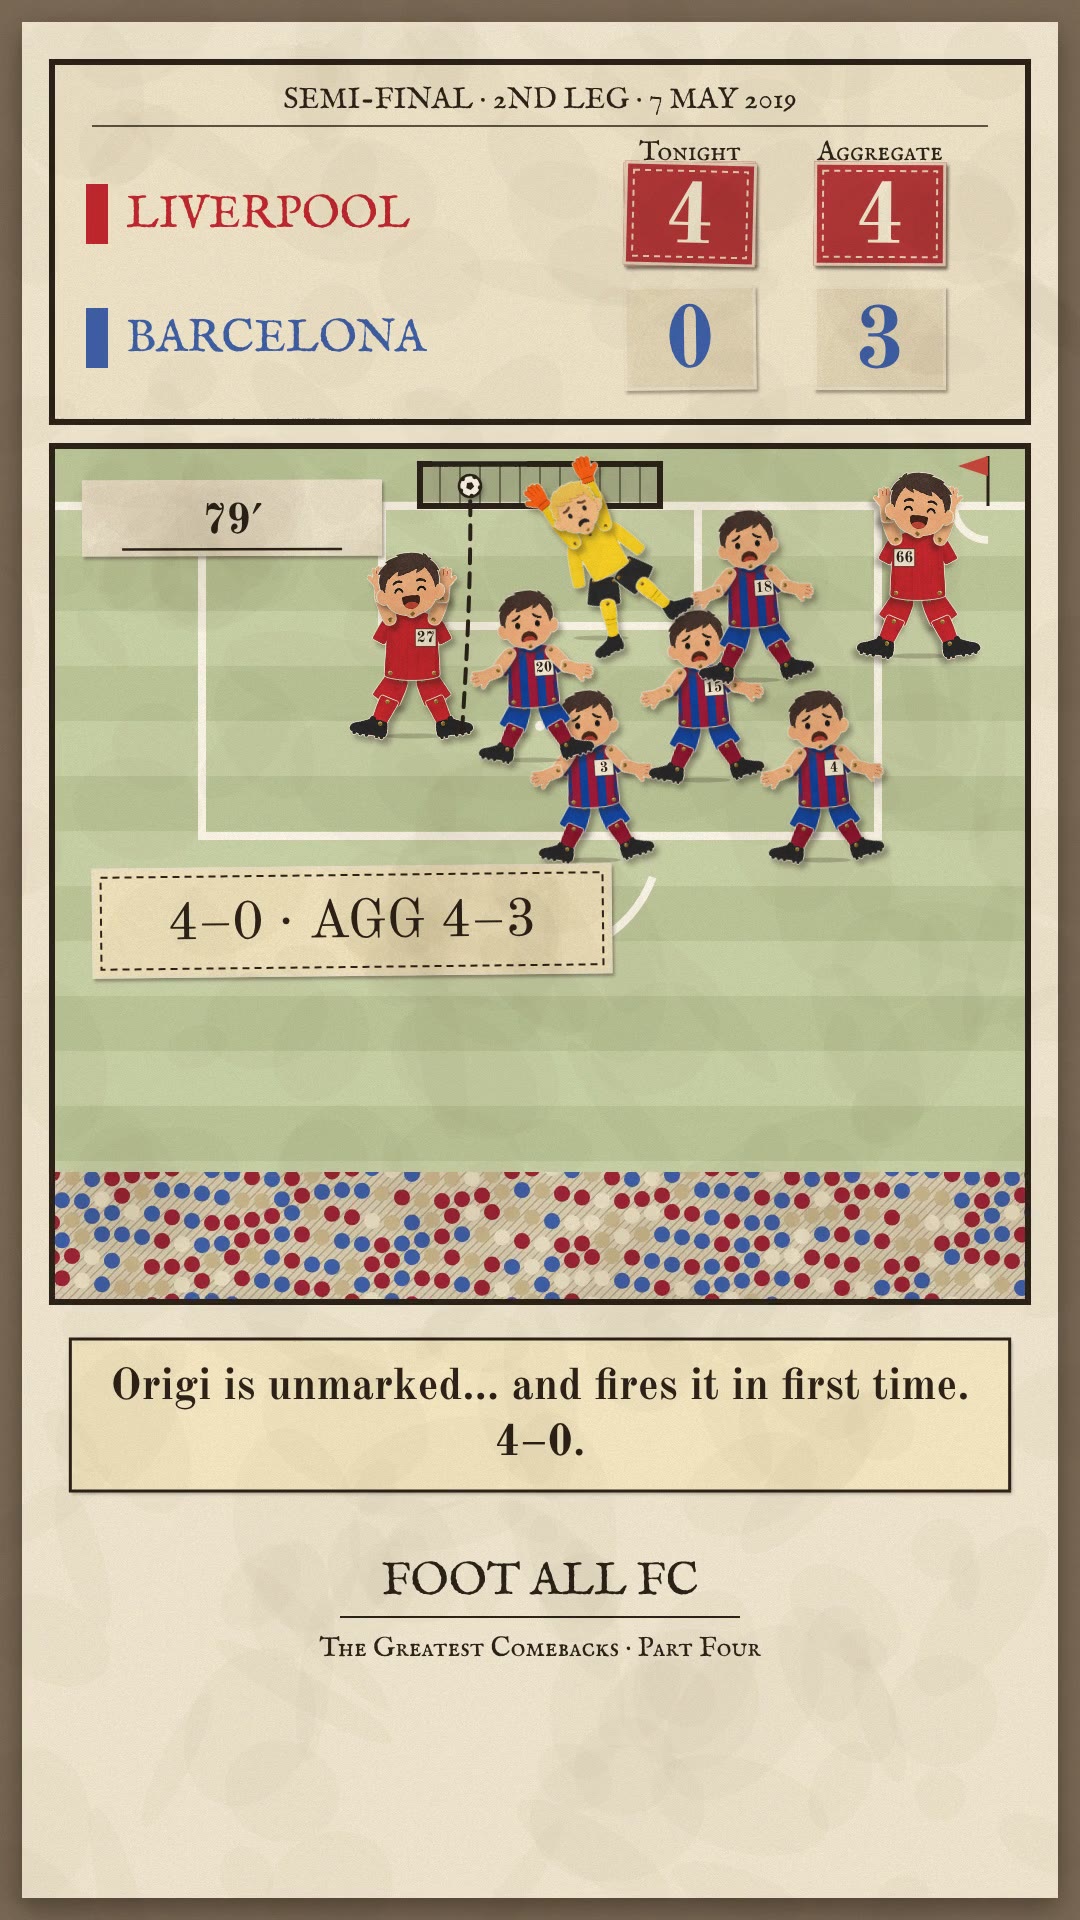 SEMI-FINAL · 2ND LEG · 7 MAY 2019
Tonight Aggregate
LIVERPOOL 4 4
BARCELONA 0 3
79′
27
20
18
66
15
3
4
4–0 · AGG 4–3
Origi is unmarked... and fires it in first time.
4–0.
FOOT ALL FC
The Greatest Comebacks · Part Four